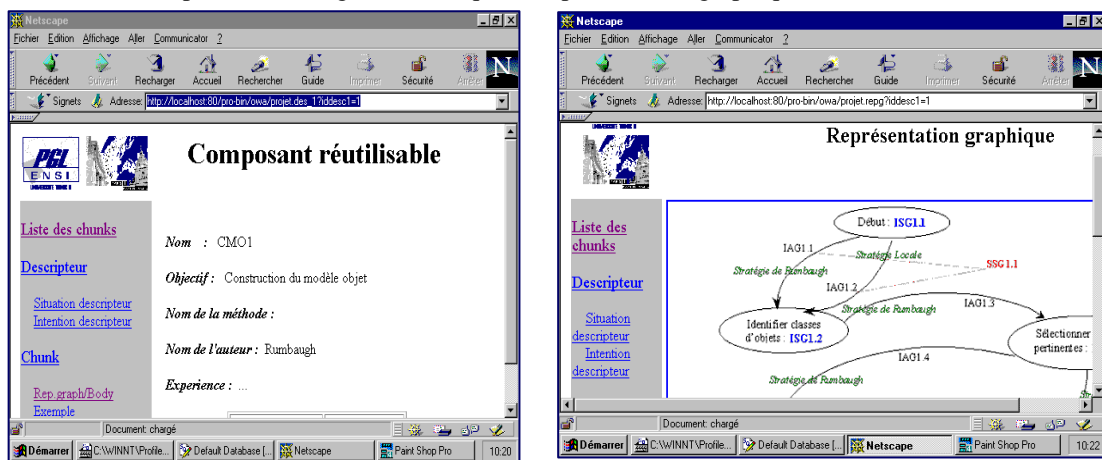 Netscape
Fichier Edition Affichage Aller Communicator ?
Précédent Suivant Recharger Accueil Rechercher Guide Imprimer Sécurité Arrêter N
Signets Adresse: http://localhost:80/pro-bin/owa/projet.des_1?iddesc1=1
PGL
ENSI
Composant réutilisable
Liste des chunks
Descripteur
Situation descripteur
Intention descripteur
Chunk
Rep.graph/Body
Exemple
Nom : CMO1
Objectif : Construction du modèle objet
Nom de la méthode :
Nom de l'auteur : Rumbaugh
Experience : ...
Document: chargé
Démarrer C:\WINNT\Profile... Default Database [... Netscape Paint Shop Pro 10:20
Netscape
Fichier Edition Affichage Aller Communicator ?
Précédent Suivant Recharger Accueil Rechercher Guide Imprimer Sécurité Arrêter N
Signets Adresse: http://localhost:80/pro-bin/owa/projet.repg?iddesc1=1
Représentation graphique
Liste des
chunks
Descripteur
Situation
descripteur
Intention
descripteur
Début : ISG1.1
IAG1.1
Stratégie Locale
SSG1.1
Stratégie de Rumbaugh
IAG1.2
IAG1.3
Stratégie de Rumbaugh
Identifier classes
d'objets : ISG1.2
Sélectionner
pertinentes :
IAG1.4
Stratégie de Rumbaugh
Document: chargé
Démarrer C:\WINNT\Profile... Default Database [... Netscape Paint Shop Pro 10:22